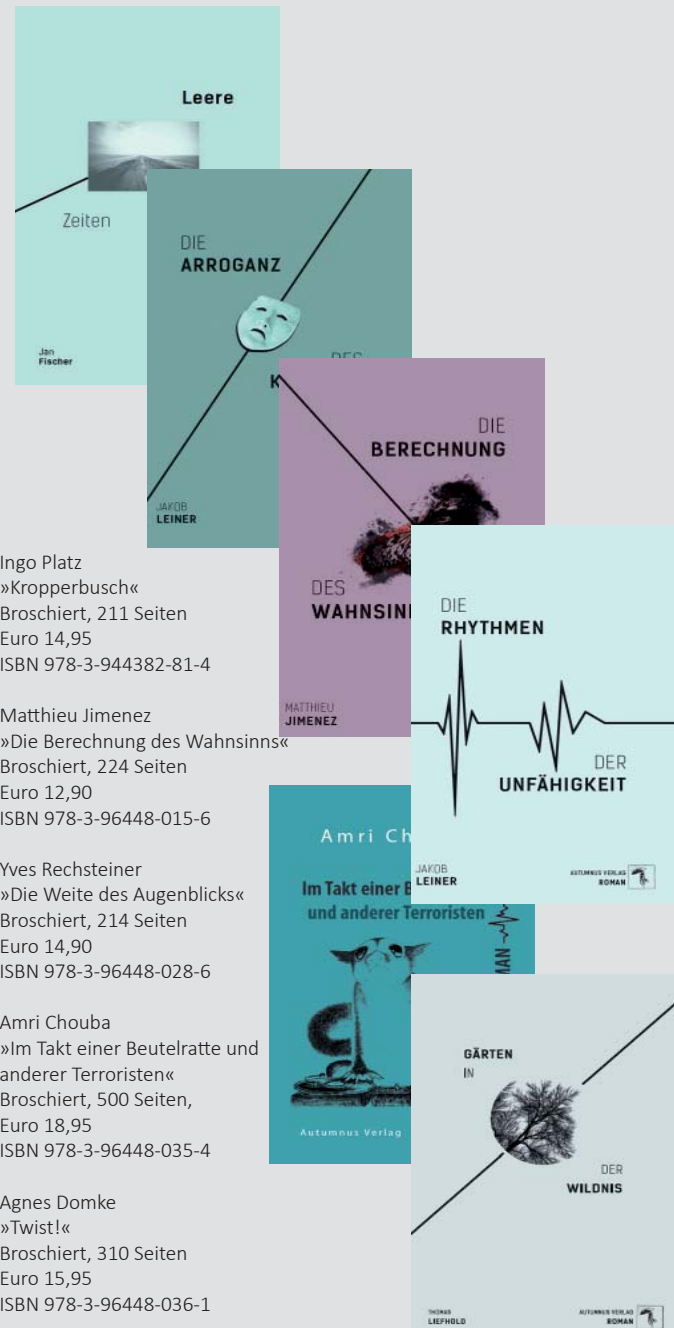 Leere
Zeiten
Jan
Fischer
DIE
ARROGANZ
DES
K
JAKOB
LEINER
DIE
BERECHNUNG
DES
WAHNSIN
MATTHIEU
JIMENEZ
DIE
RHYTHMEN
DER
UNFÄHIGKEIT
JAKOB
LEINER
AUTUMNUS VERLAG
ROMAN
Ingo Platz
»Kropperbusch«
Broschiert, 211 Seiten
Euro 14,95
ISBN 978-3-944382-81-4
Matthieu Jimenez
»Die Berechnung des Wahnsinns«
Broschiert, 224 Seiten
Euro 12,90
ISBN 978-3-96448-015-6
Yves Rechsteiner
»Die Weite des Augenblicks«
Broschiert, 214 Seiten
Euro 14,90
ISBN 978-3-96448-028-6
Amri Chouba
»Im Takt einer Beutelratte und
anderer Terroristen«
Broschiert, 500 Seiten,
Euro 18,95
ISBN 978-3-96448-035-4
Agnes Domke
»Twist!«
Broschiert, 310 Seiten
Euro 15,95
ISBN 978-3-96448-036-1
Amri Ch
Im Takt einer B
und anderer Terroristen
MAN
Autumnus Verlag
GÄRTEN
IN
DER
WILDNIS
THOMAS
LIEFHOLD
AUTUMNUS VERLAG
ROMAN